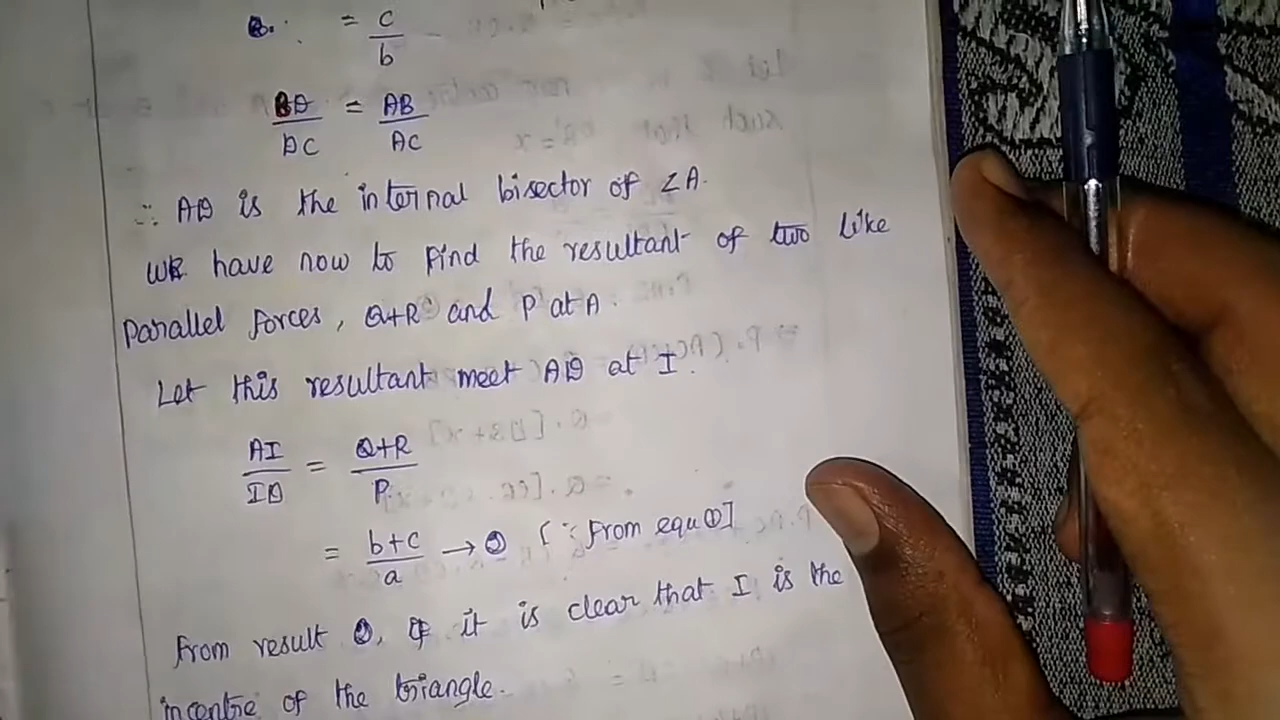 = c/b
BD/DC = AB/AC
∴ AD is the internal bisector of ∠A.
We have now to find the resultant of two like
Parallel forces, Q+R and P at A.
Let this resultant meet AD at I.
AI/ID = Q+R/P
= b+c/a → ② [∵ From equ ①]
From result ②, it is clear that I is the
incentre of the triangle.